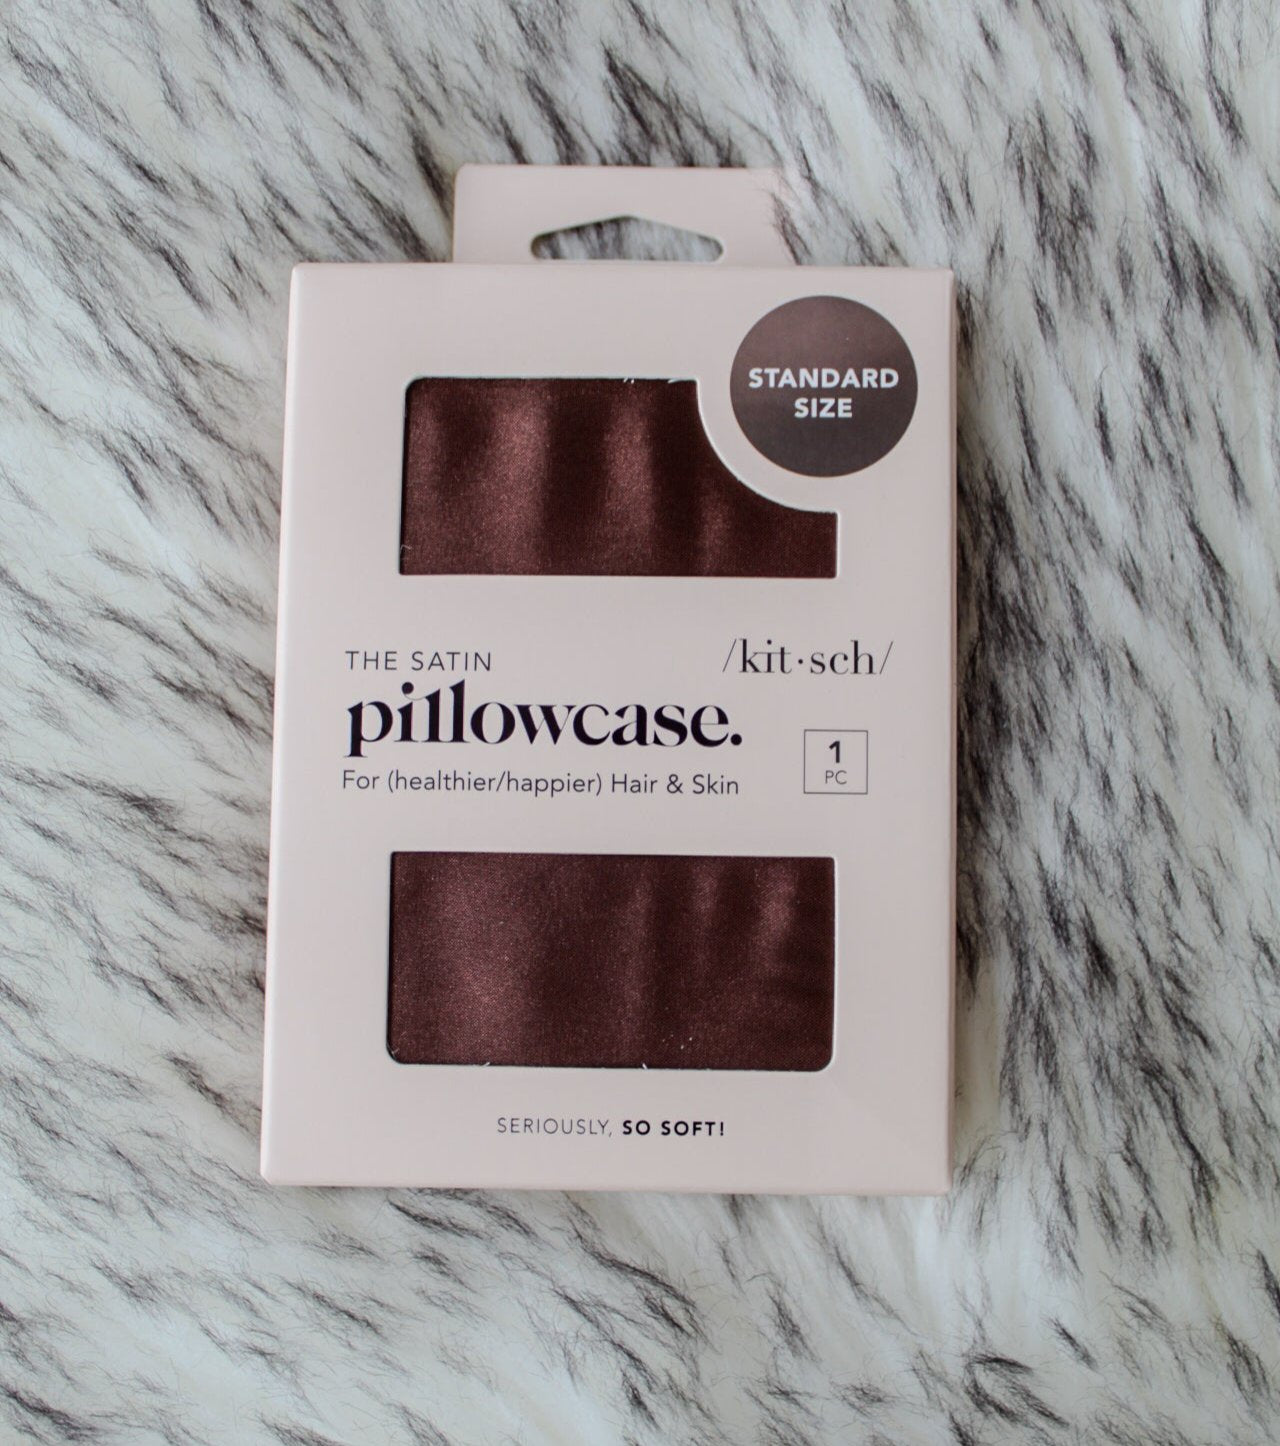 STANDARD
SIZE
THE SATIN
/kit·sch/
pillowcase.
1
PC
For (healthier/happier) Hair & Skin
SERIOUSLY, SO SOFT!